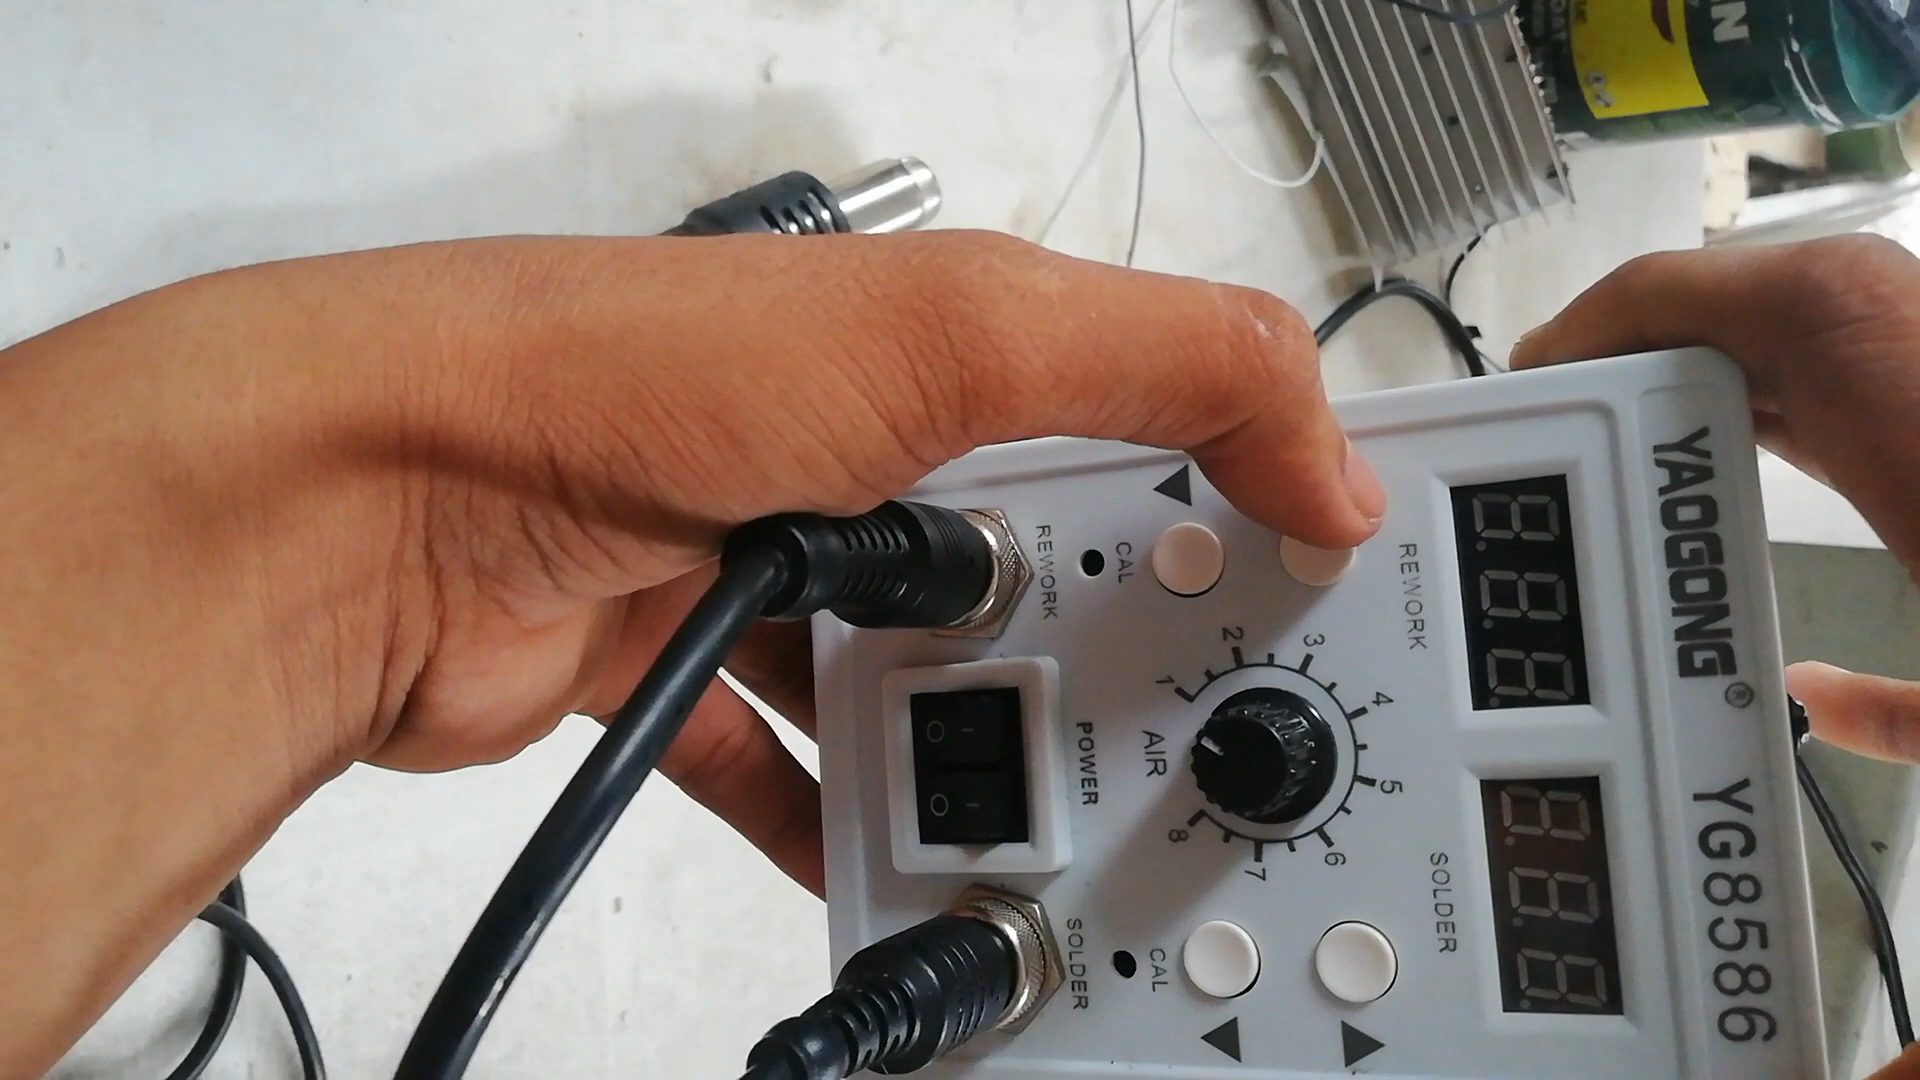 YAOGONG® YG8586
REWORK
SOLDER
3
4
5
6
2
1
7
8
AIR
CAL
CAL
REWORK
POWER
SOLDER
O I
O I